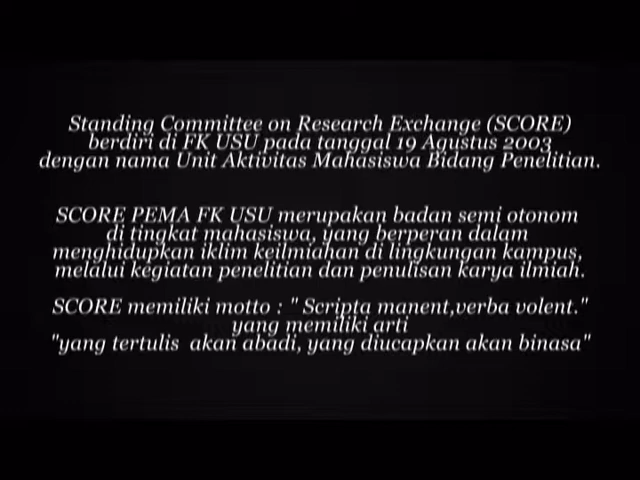 Standing Committee on Research Exchange (SCORE)
berdiri di FK USU pada tanggal 19 Agustus 2003
dengan nama Unit Aktivitas Mahasiswa Bidang Penelitian.
SCORE PEMA FK USU merupakan badan semi otonom
di tingkat mahasiswa, yang berperan dalam
menghidupkan iklim keilmiahan di lingkungan kampus,
melalui kegiatan penelitian dan penulisan karya ilmiah.
SCORE memiliki motto : " Scripta manent,verba volent."
yang memiliki arti
"yang tertulis  akan abadi, yang diucapkan akan binasa"